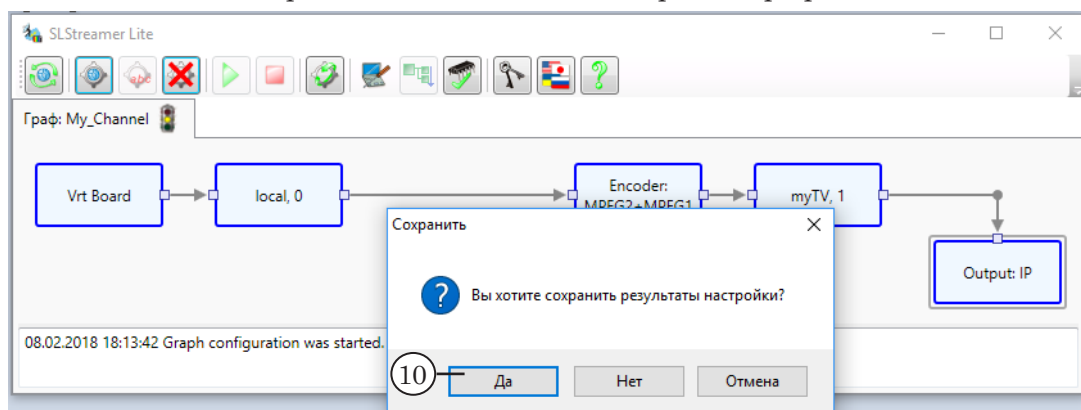 SLStreamer Lite
Граф: My_Channel
Vrt Board
local, 0
Encoder:
MPEG2+MPEG1
myTV, 1
Output: IP
Сохранить
Вы хотите сохранить результаты настройки?
08.02.2018 18:13:42 Graph configuration was started.
10
Да
Нет
Отмена